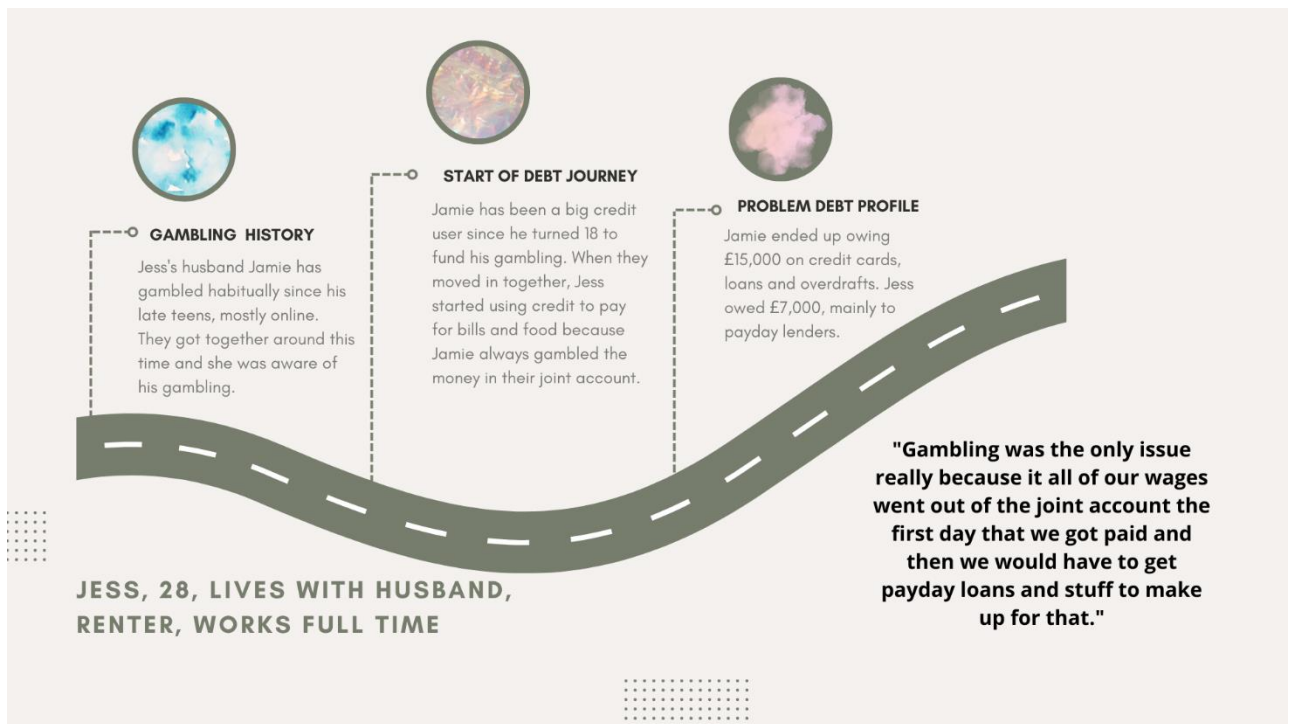 GAMBLING HISTORY
Jess's husband Jamie has
gambled habitually since his
late teens, mostly online.
They got together around this
time and she was aware of
his gambling.
START OF DEBT JOURNEY
Jamie has been a big credit
user since he turned 18 to
fund his gambling. When they
moved in together, Jess
started using credit to pay
for bills and food because
Jamie always gambled the
money in their joint account.
PROBLEM DEBT PROFILE
Jamie ended up owing
£15,000 on credit cards,
loans and overdrafts. Jess
owed £7,000, mainly to
payday lenders.
"Gambling was the only issue
really because it all of our wages
went out of the joint account the
first day that we got paid and
then we would have to get
payday loans and stuff to make
up for that."
JESS, 28, LIVES WITH HUSBAND,
RENTER, WORKS FULL TIME